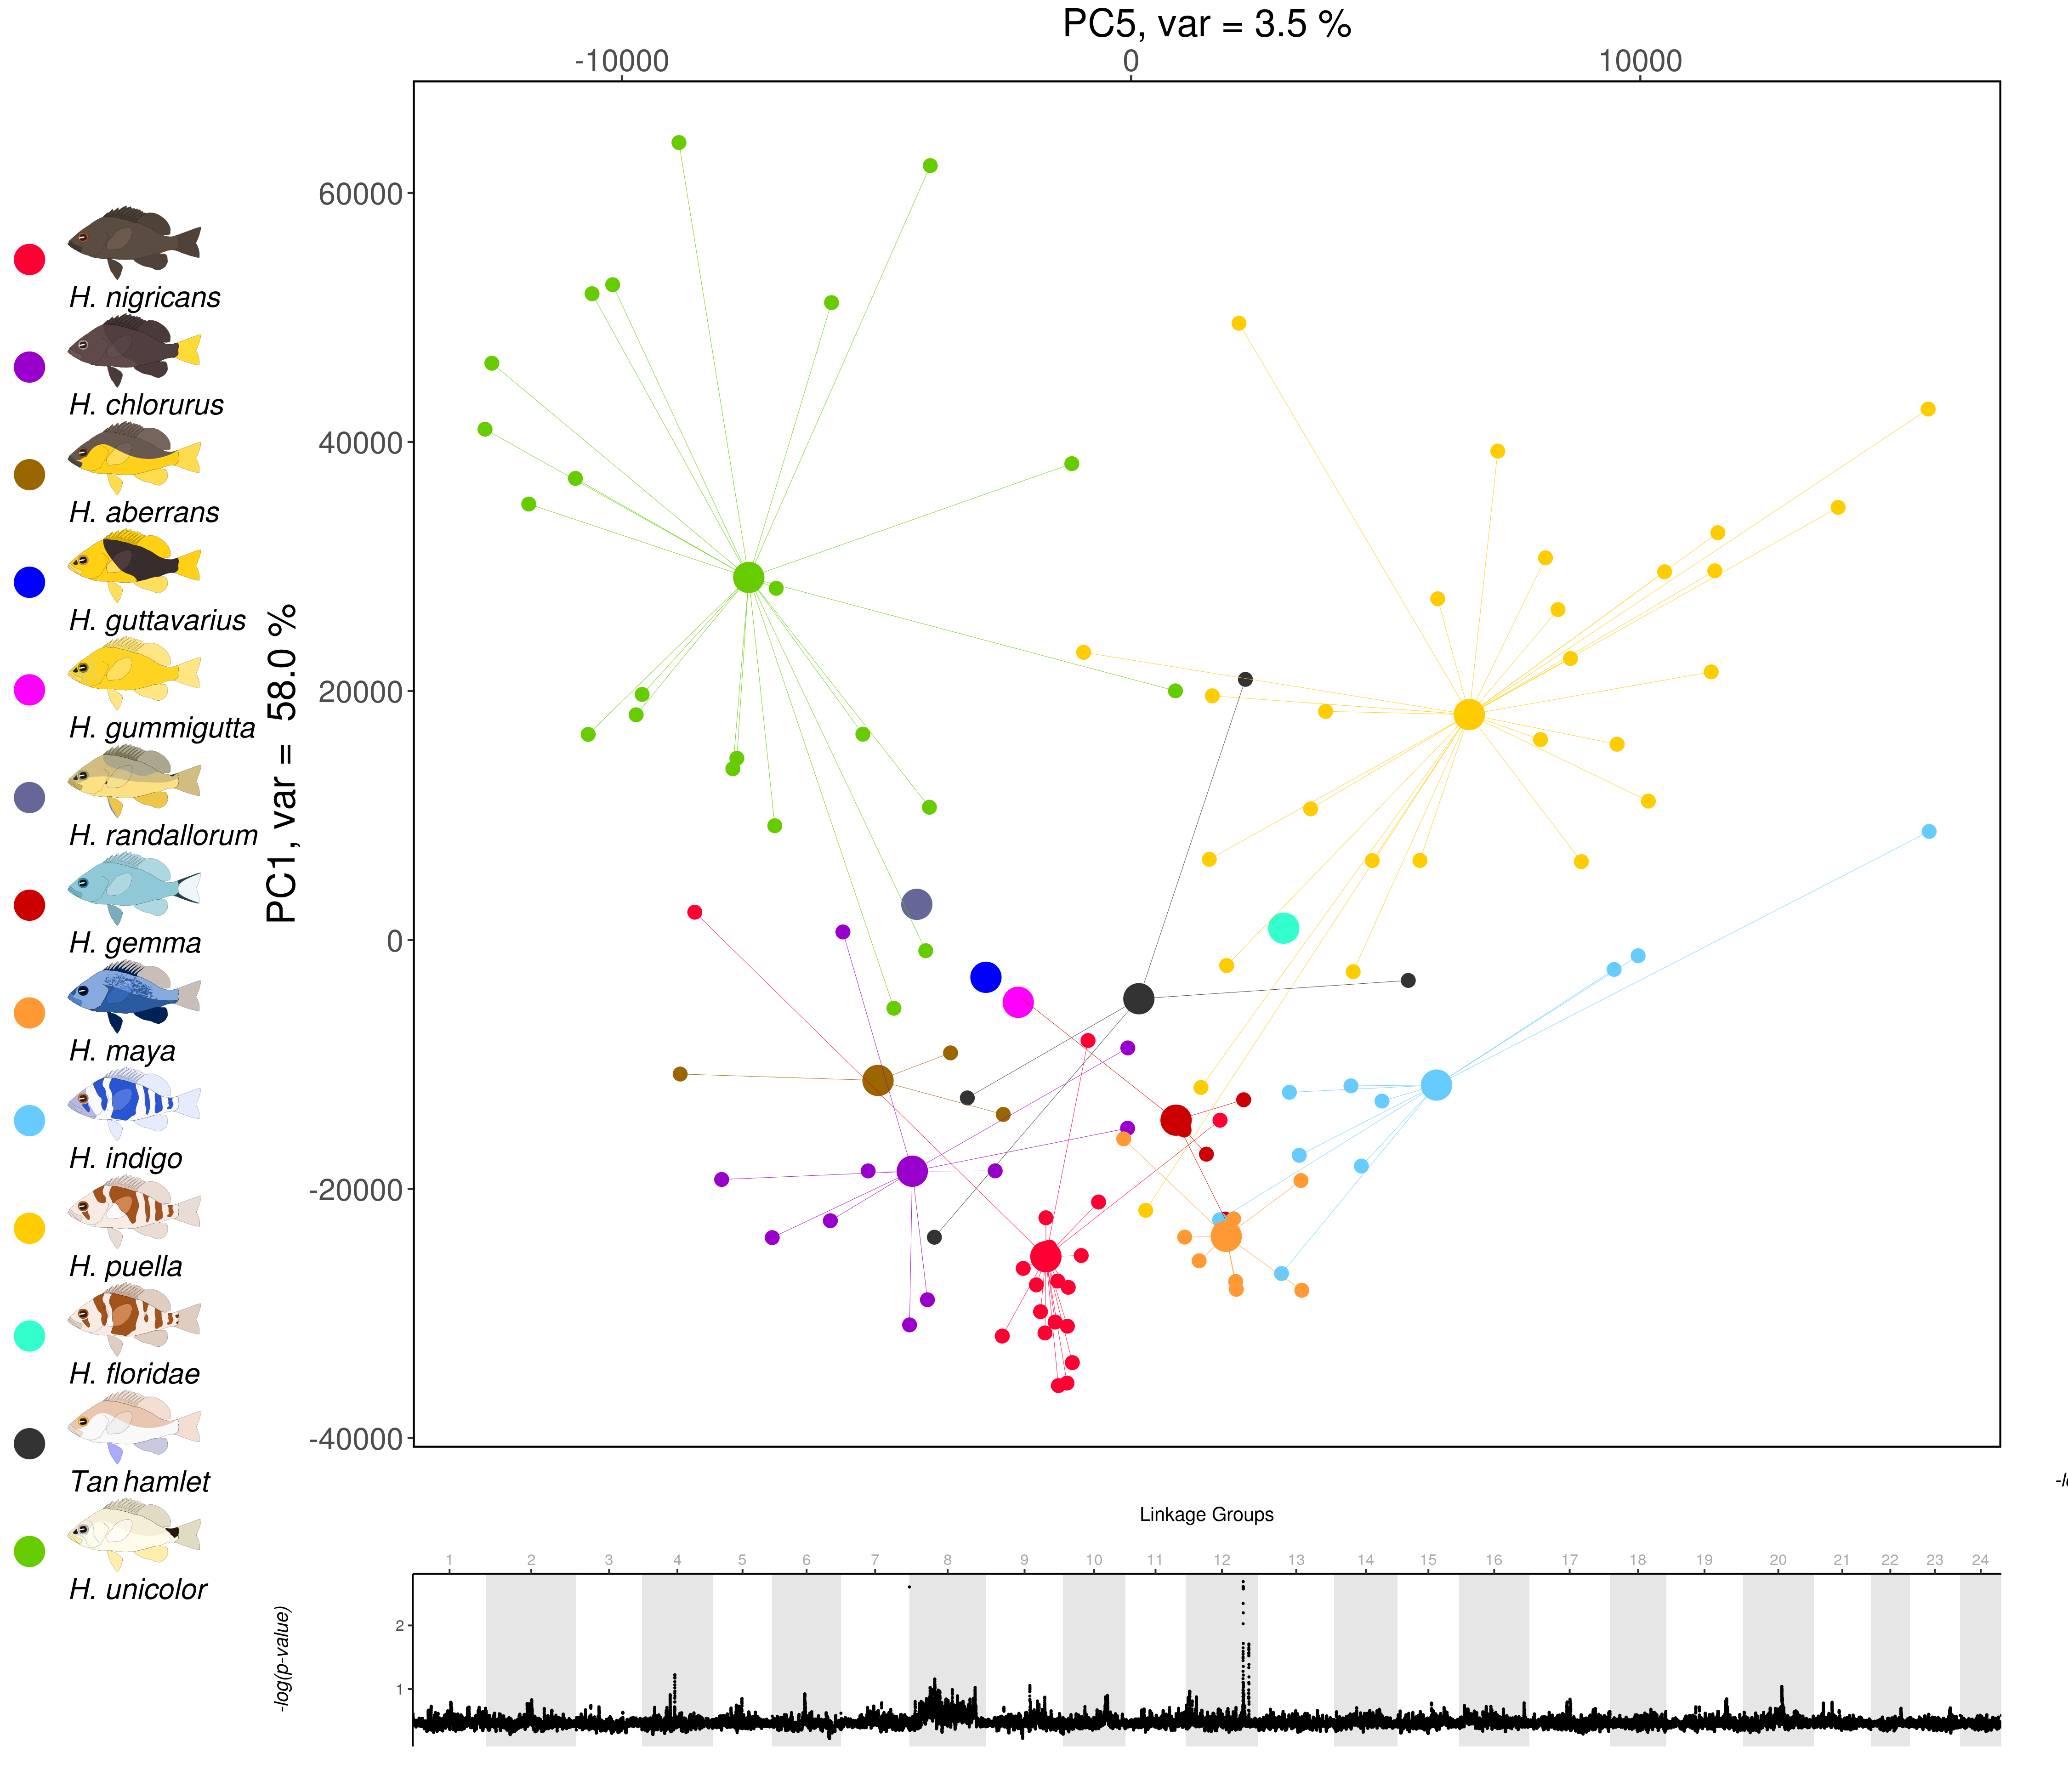 PC5, var = 3.5 %
-10000 0 10000
60000
40000
20000
0
-20000
-40000
PC1, var = 58.0 %
H. nigricans
H. chlorurus
H. aberrans
H. guttavarius
H. gummigutta
H. randallorum
H. gemma
H. maya
H. indigo
H. puella
H. floridae
Tan hamlet
H. unicolor
Linkage Groups
1 2 3 4 5 6 7 8 9 10 11 12 13 14 15 16 17 18 19 20 21 22 23 24
-log(p-value)
2
1